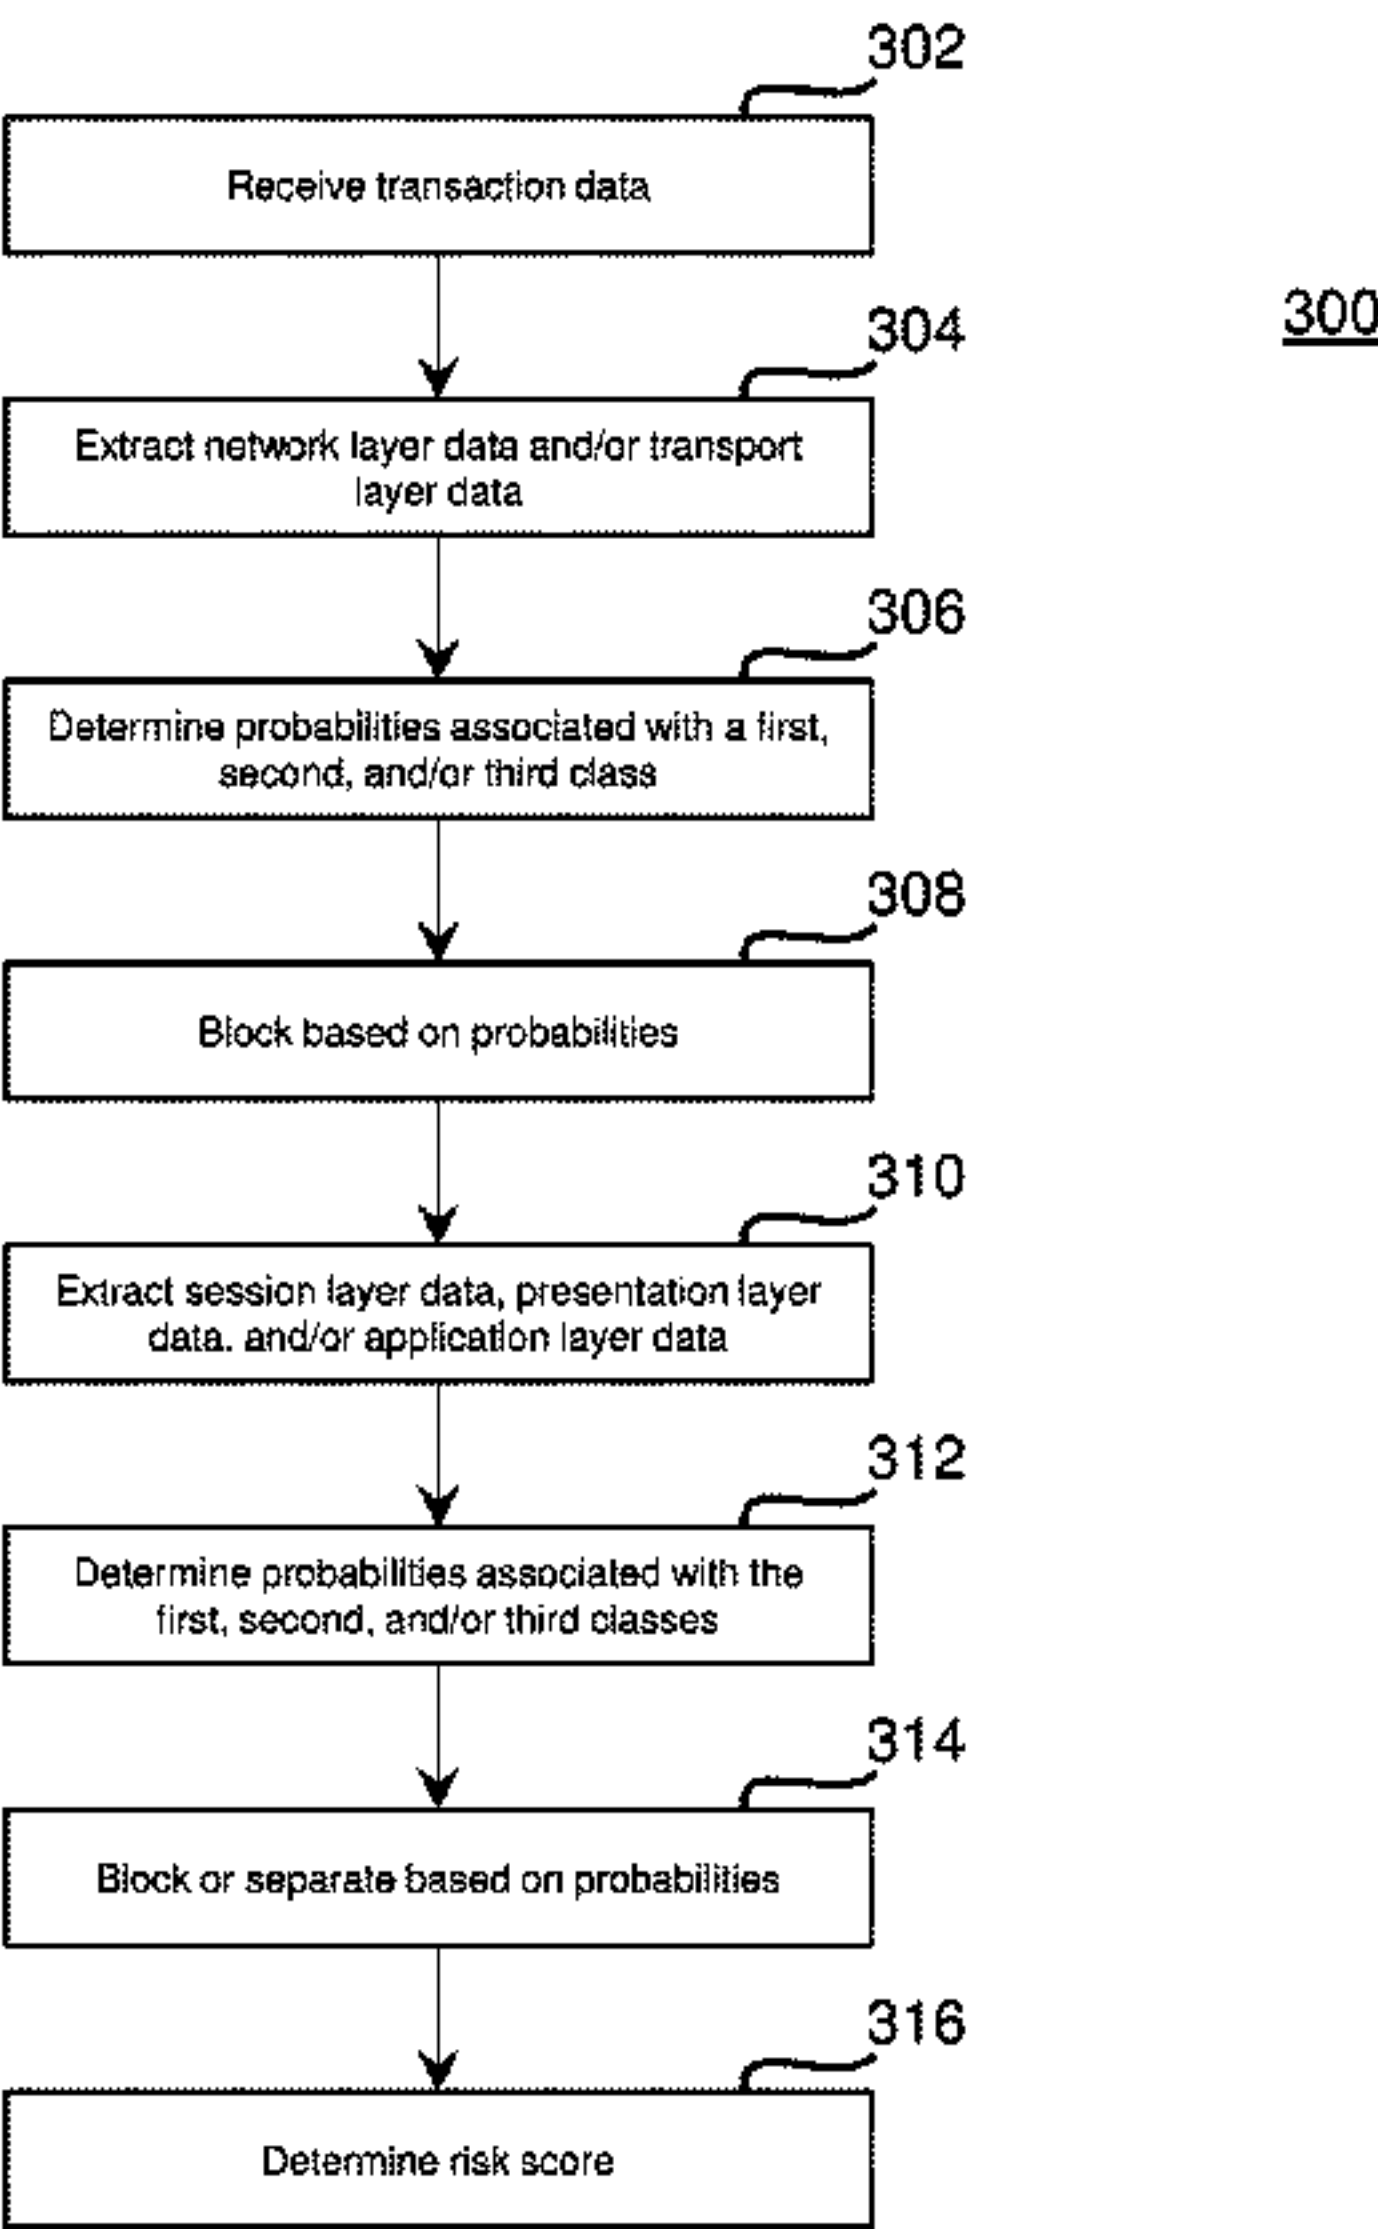 302
Receive transaction data
300
304
Extract network layer data and/or transport
layer data
306
Determine probabilities associated with a first,
second, and/or third class
308
Block based on probabilities
310
Extract session layer data, presentation layer
data. and/or application layer data
312
Determine probabilities associated with the
first, second, and/or third classes
314
Block or separate based on probabilities
316
Determine risk score